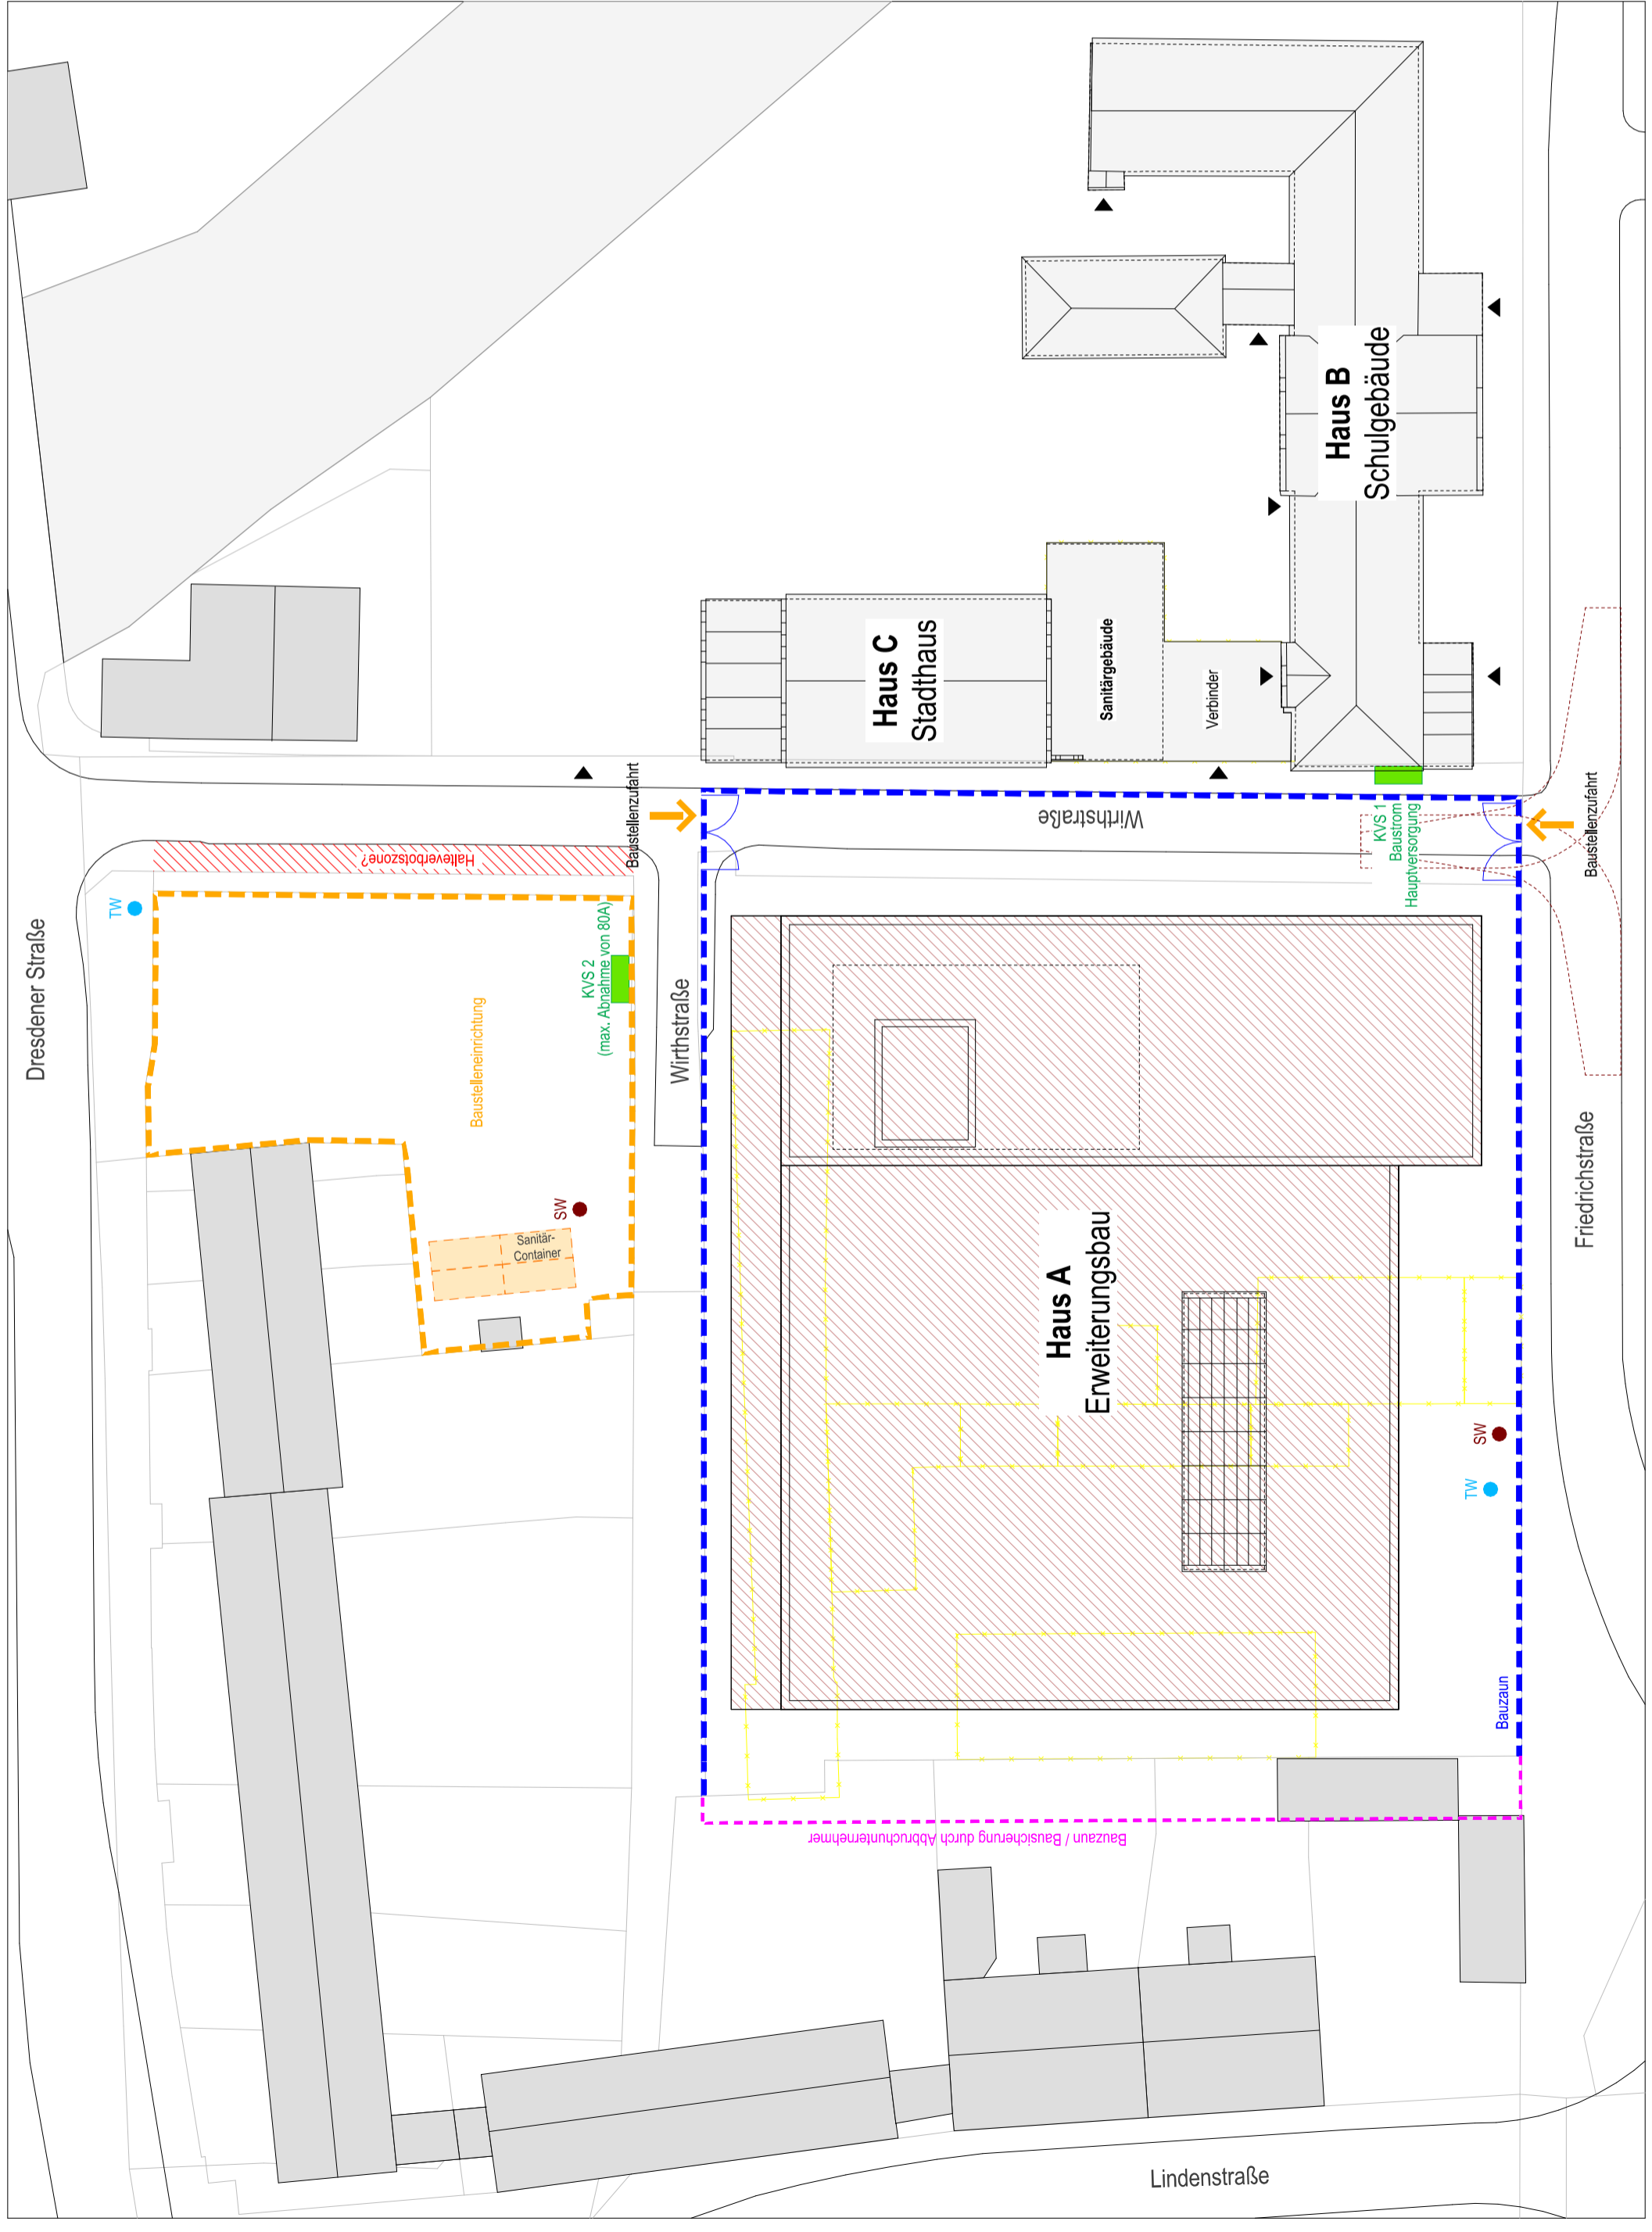 Dresdener Straße
TW
Halteverbotszone?
Baustelleneinrichtung
KVS 2
(max. Abnahme von 80A)
SW
Sanitär-
Container
Wirthstraße
Baustellenzufahrt
Haus C
Stadthaus
Sanitärgebäude
Verbinder
Haus B
Schulgebäude
Wirthstraße
KVS 1
Baustrom
Hauptversorgung
Baustellenzufahrt
Haus A
Erweiterungsbau
SW
TW
Bauzaun
Friedrichstraße
Bauzaun / Bausicherung durch Abbruchunternehmer
Lindenstraße